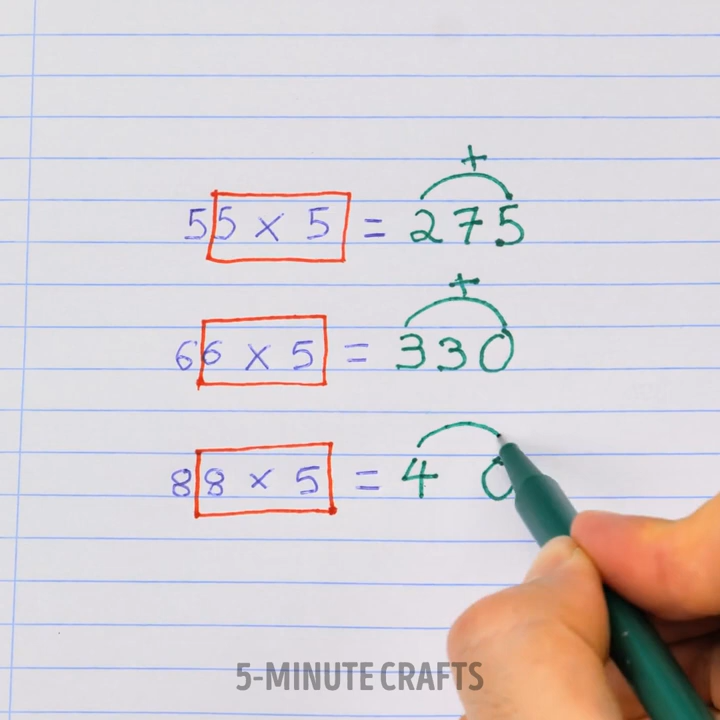 +
55 × 5 = 275
+
66 × 5 = 330
88 × 5 = 4 0
5-MINUTE CRAFTS